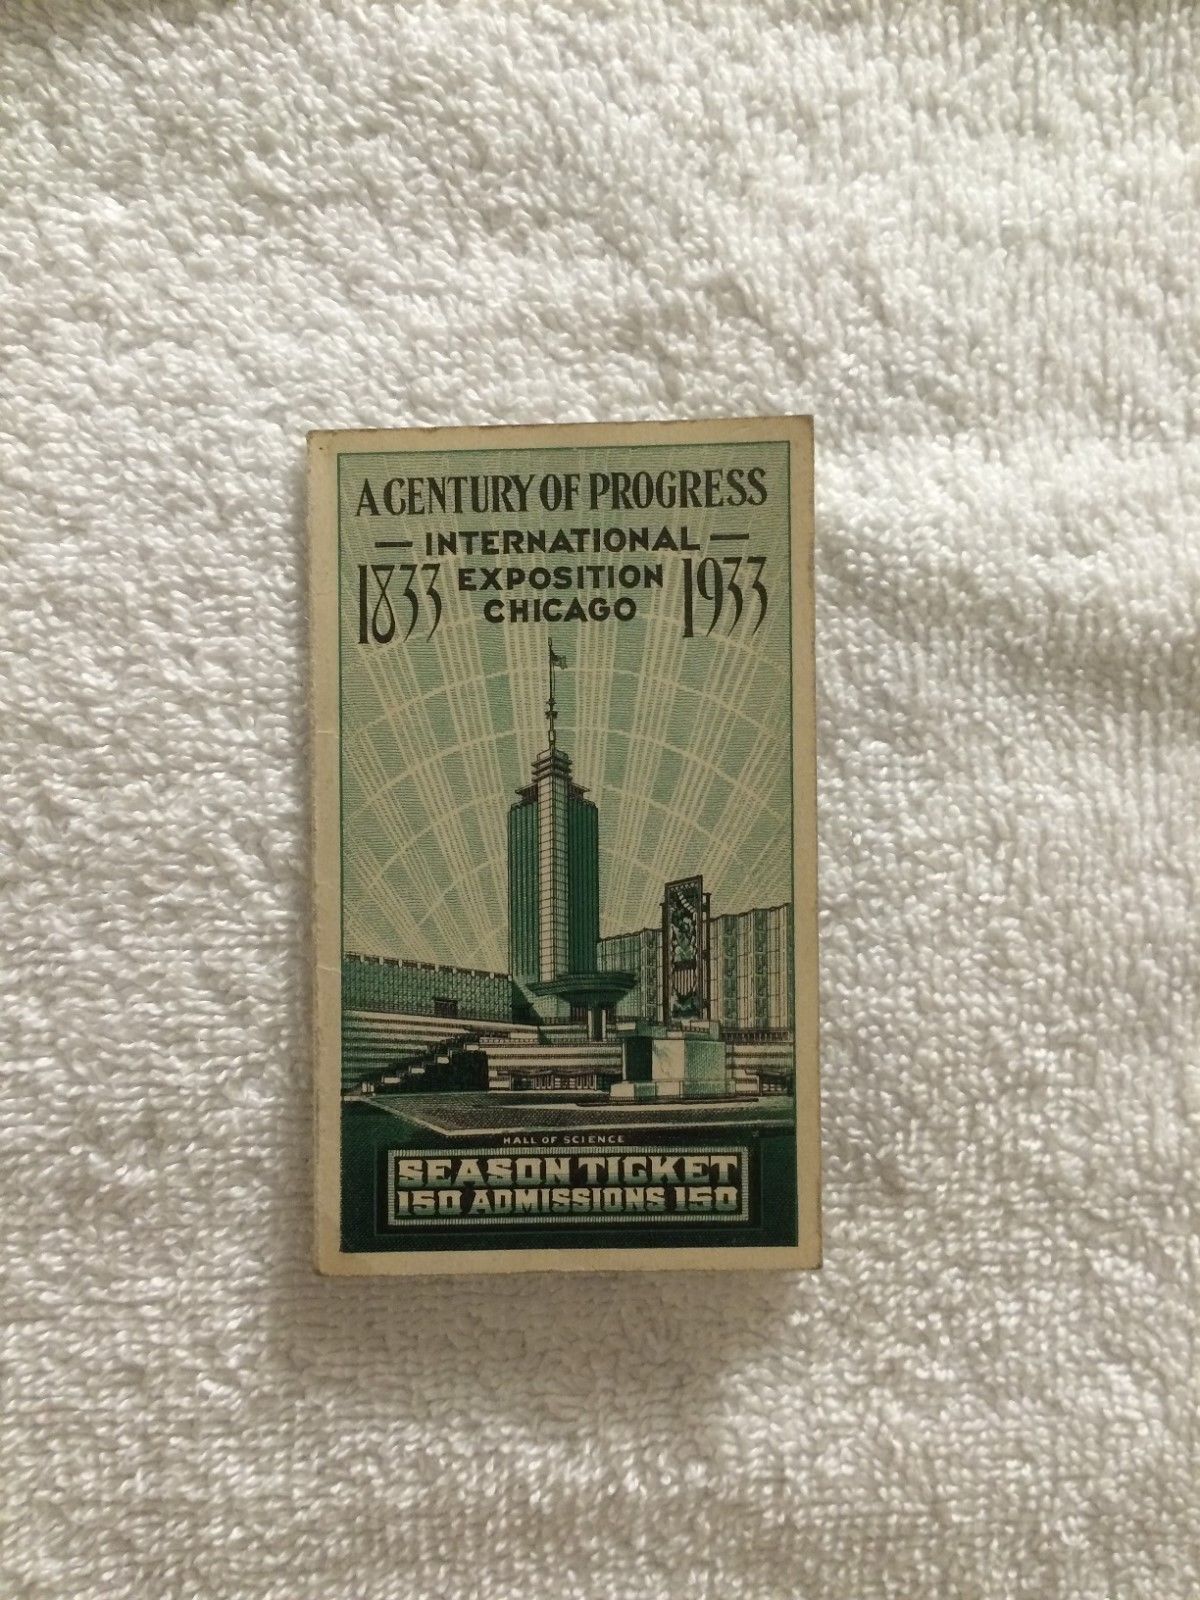 A CENTURY OF PROGRESS
— INTERNATIONAL —
1833 EXPOSITION 1933
CHICAGO
HALL OF SCIENCE
SEASON TICKET
150 ADMISSIONS 150